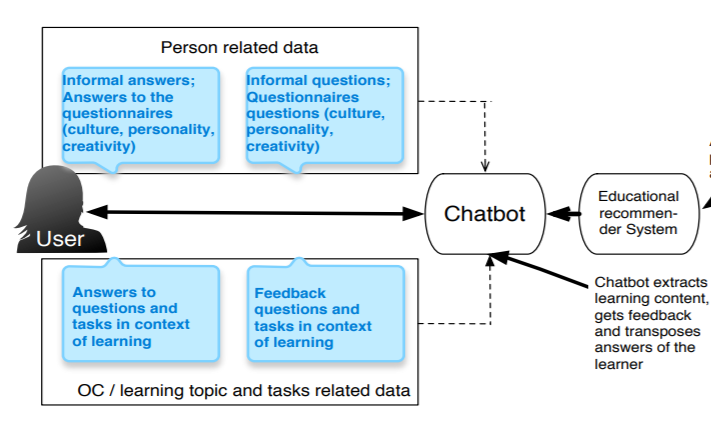 Person related data
Informal answers;
Answers to the
questionnaires
(culture, personality,
creativity)
Informal questions;
Questionnaires
questions (culture,
personality,
creativity)
User
Chatbot
Educational
recommen-
der System
Answers to
questions and
tasks in context
of learning
Feedback
questions and
tasks in context
of learning
Chatbot extracts
learning content,
gets feedback
and transposes
answers of the
learner
OC / learning topic and tasks related data